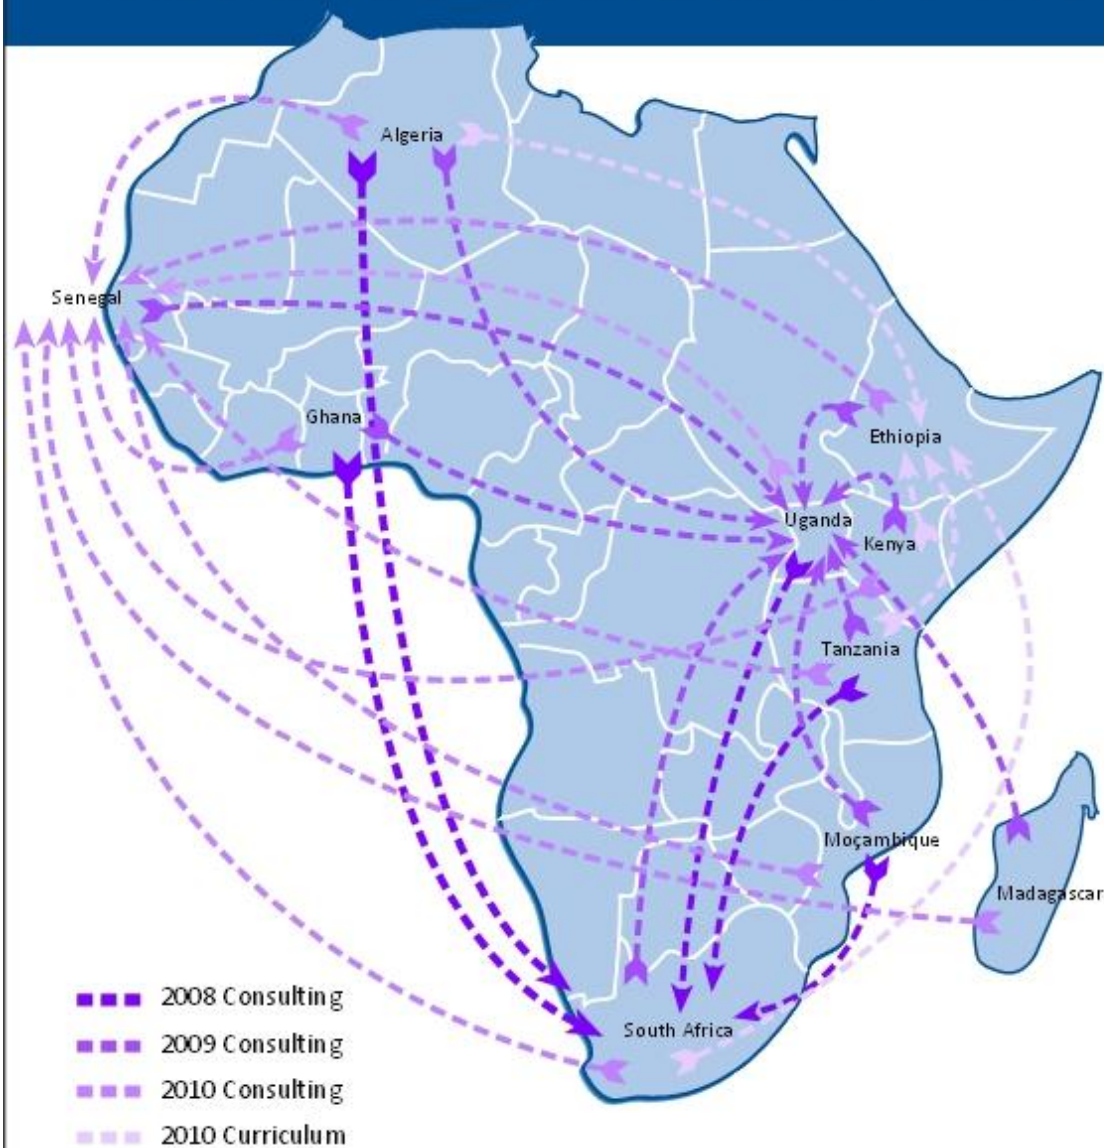 Algeria
Senegal
Ghana
Ethiopia
Uganda
Kenya
Tanzania
Moçambique
Madagascar
South Africa
2008 Consulting
2009 Consulting
2010 Consulting
2010 Curriculum